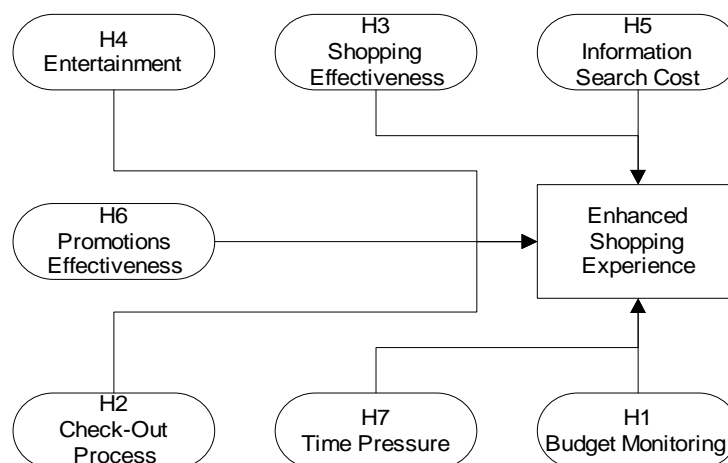 H4
Entertainment
H3
Shopping
Effectiveness
H5
Information
Search Cost
H6
Promotions
Effectiveness
Enhanced
Shopping
Experience
H2
Check-Out
Process
H7
Time Pressure
H1
Budget Monitoring